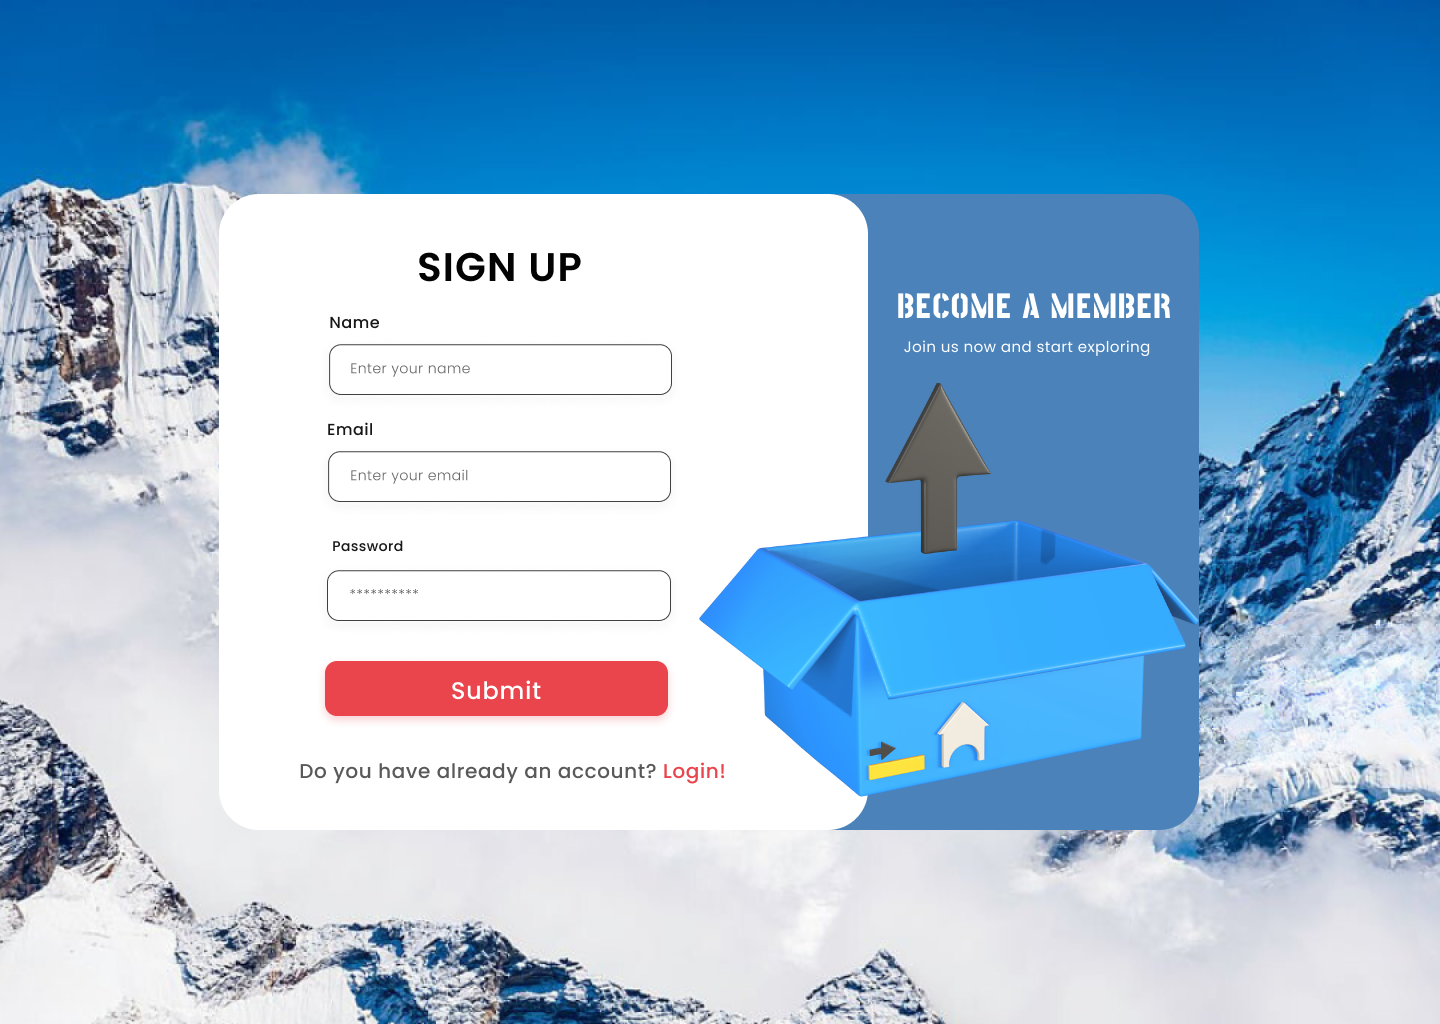 SIGN UP
Name
Enter your name
Email
Enter your email
Password
**********
Submit
Do you have already an account? Login!
BECOME A MEMBER
Join us now and start exploring